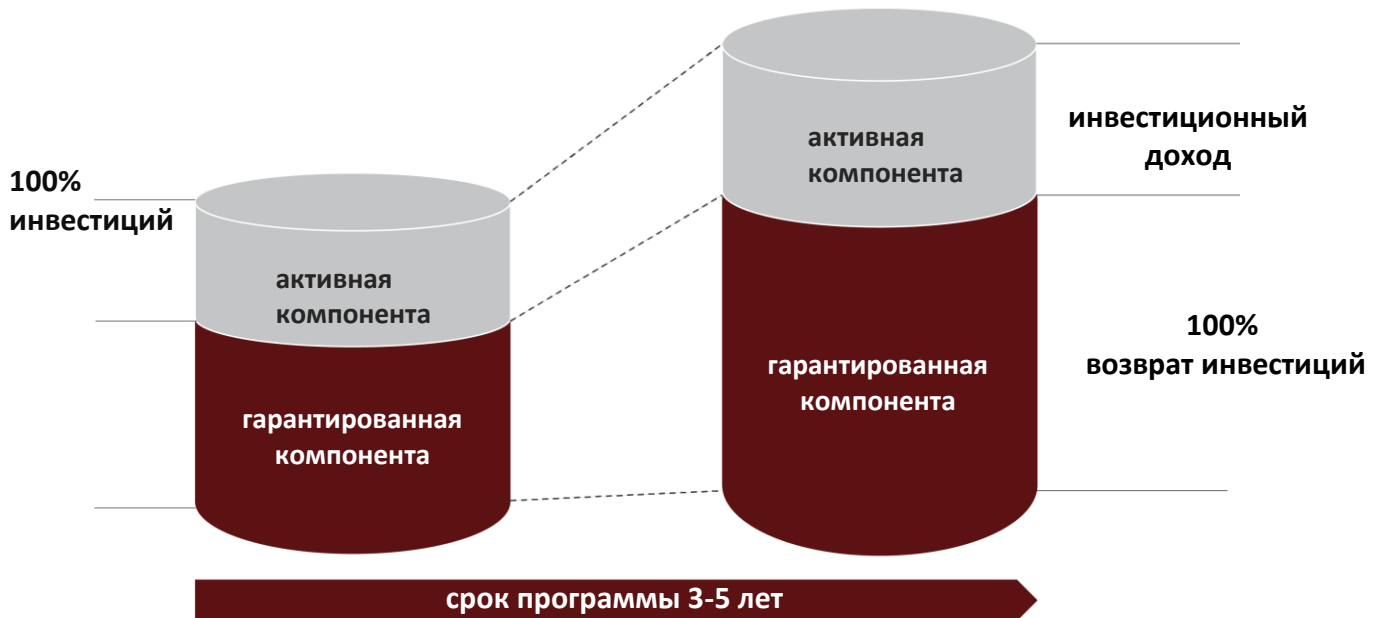 100%
инвестиций
активная
компонента
гарантированная
компонента
активная
компонента
гарантированная
компонента
инвестиционный
доход
100%
возврат инвестиций
срок программы 3-5 лет